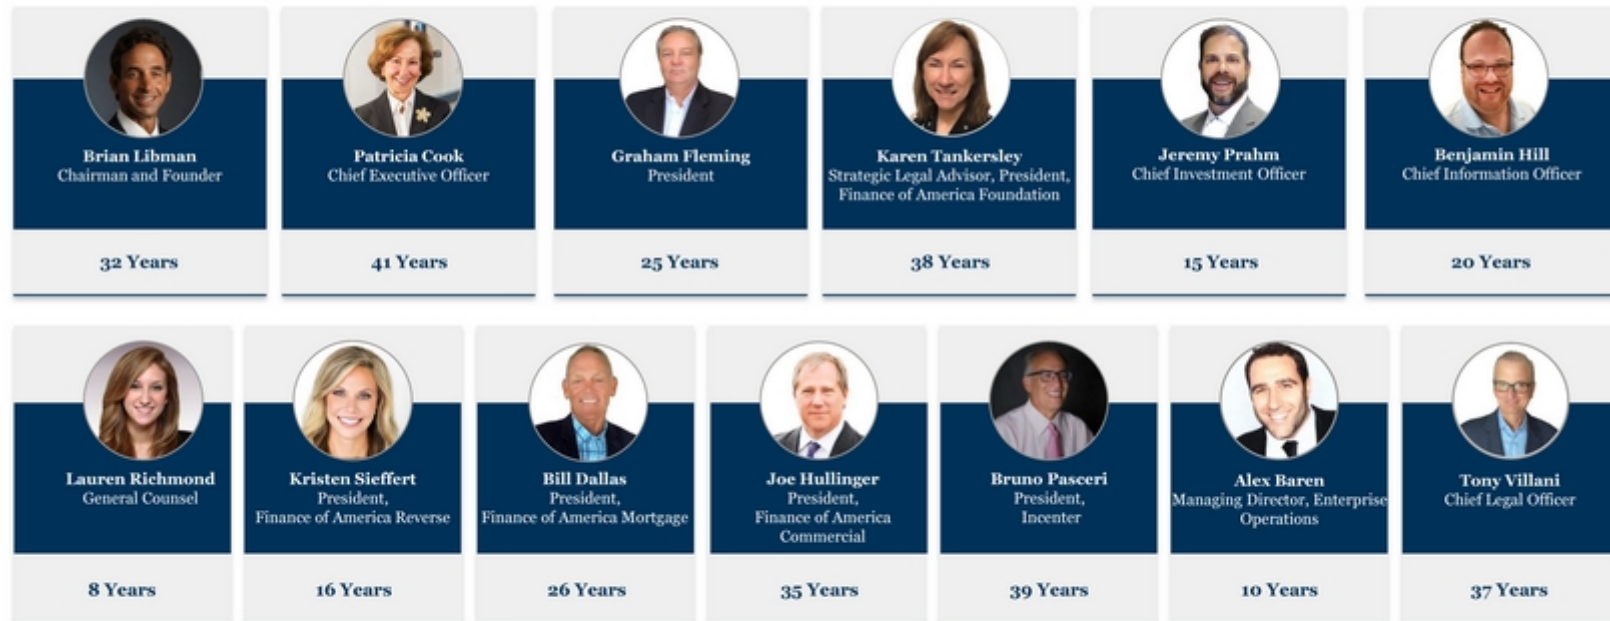 Brian Libman
Chairman and Founder
32 Years
Patricia Cook
Chief Executive Officer
41 Years
Graham Fleming
President
25 Years
Karen Tankersley
Strategic Legal Advisor, President,
Finance of America Foundation
38 Years
Jeremy Prahm
Chief Investment Officer
15 Years
Benjamin Hill
Chief Information Officer
20 Years
Lauren Richmond
General Counsel
8 Years
Kristen Sieffert
President,
Finance of America Reverse
16 Years
Bill Dallas
President,
Finance of America Mortgage
26 Years
Joe Hullinger
President,
Finance of America
Commercial
35 Years
Bruno Pasceri
President,
Incenter
39 Years
Alex Baren
Managing Director, Enterprise
Operations
10 Years
Tony Villani
Chief Legal Officer
37 Years